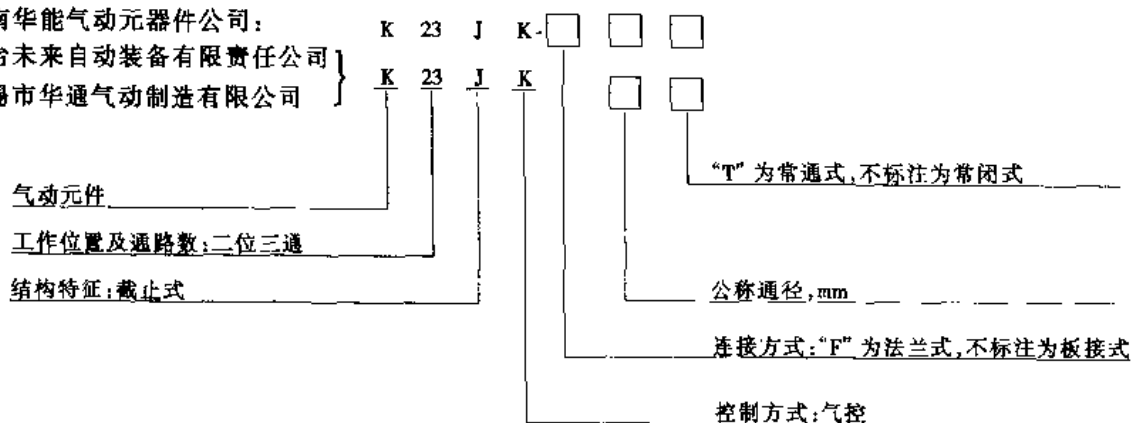 南华能气动元器件公司:
K 23 J K-□ □ □
台未来自动装备有限责任公司
锡市华通气动制造有限公司
K 23 J K □ □
“T”为常通式,不标注为常闭式
气动元件
工作位置及通路数:二位三通
结构特征:截止式
公称通径,mm
连接方式:“F”为法兰式,不标注为板接式
控制方式:气控